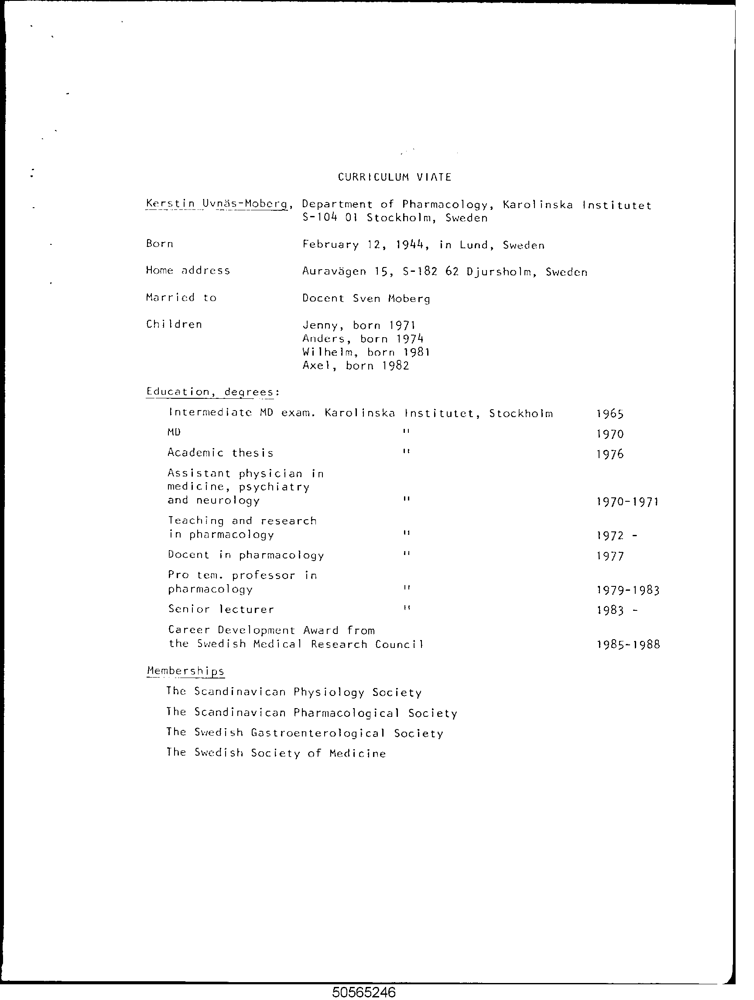 CURRICULUM VIATE
Kerstin Uvnäs-Moberg, Department of Pharmacology, Karolinska Institutet
S-104 01 Stockholm, Sweden
Born February 12, 1944, in Lund, Sweden
Home address Auravägen 15, S-182 62 Djursholm, Sweden
Married to Docent Sven Moberg
Children Jenny, born 1971
Anders, born 1974
Wilhelm, born 1981
Axel, born 1982
Education, degrees:
Intermediate MD exam. Karolinska Institutet, Stockholm 1965
MD " 1970
Academic thesis " 1976
Assistant physician in
medicine, psychiatry
and neurology " 1970-1971
Teaching and research
in pharmacology " 1972 -
Docent in pharmacology " 1977
Pro tem. professor in
pharmacology " 1979-1983
Senior lecturer " 1983 -
Career Development Award from
the Swedish Medical Research Council 1985-1988
Memberships
The Scandinavican Physiology Society
The Scandinavican Pharmacological Society
The Swedish Gastroenterological Society
The Swedish Society of Medicine
50565246